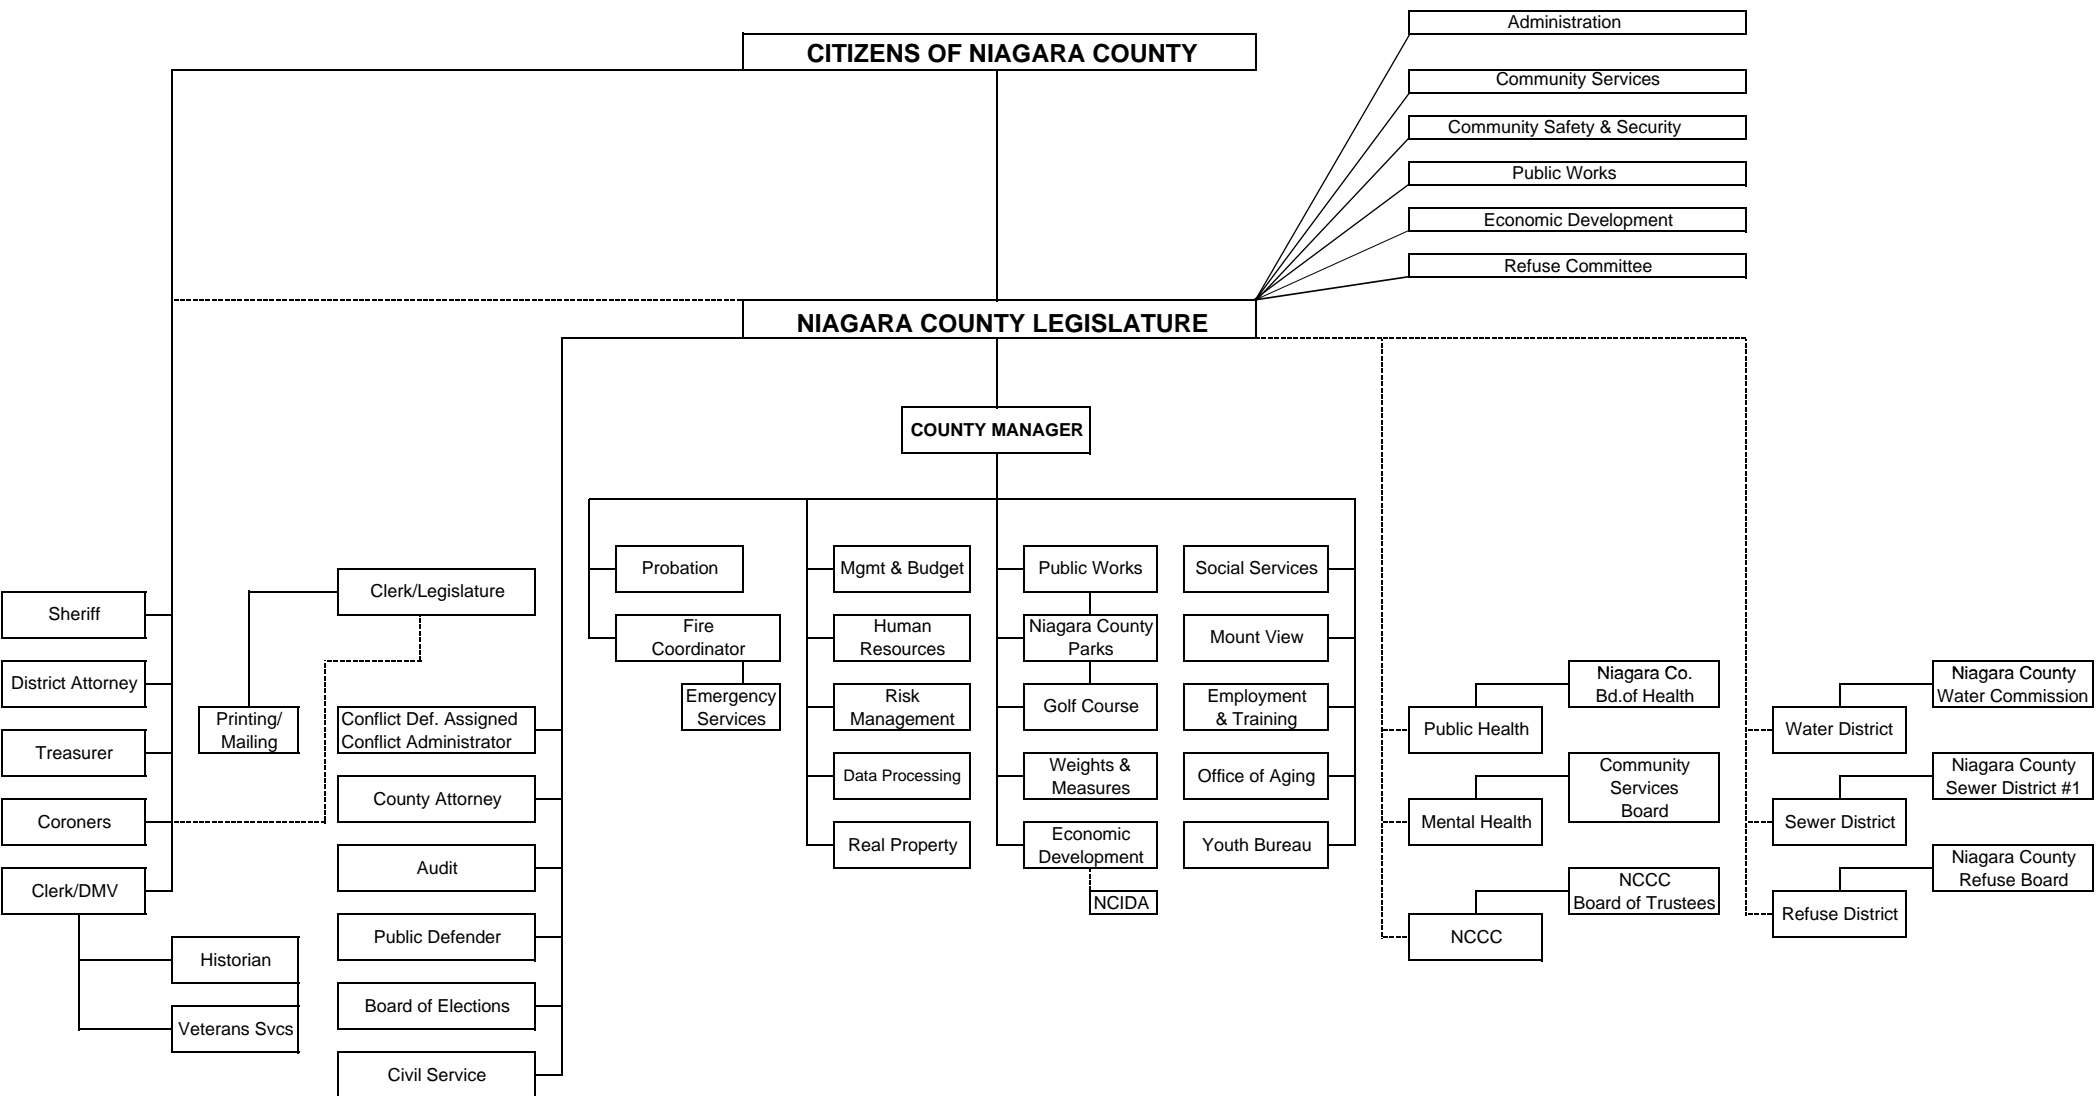 Administration
CITIZENS OF NIAGARA COUNTY
Community Services
Community Safety & Security
Public Works
Economic Development
Refuse Committee
NIAGARA COUNTY LEGISLATURE
COUNTY MANAGER
Sheriff
District Attorney
Treasurer
Coroners
Clerk/DMV
Historian
Veterans Svcs
Clerk/Legislature
Printing/
Mailing
Conflict Def. Assigned
Conflict Administrator
County Attorney
Audit
Public Defender
Board of Elections
Civil Service
Probation
Fire
Coordinator
Emergency
Services
Mgmt & Budget
Human
Resources
Risk
Management
Data Processing
Real Property
Public Works
Niagara County
Parks
Golf Course
Weights &
Measures
Economic
Development
NCIDA
Social Services
Mount View
Employment
& Training
Office of Aging
Youth Bureau
Niagara Co.
Bd.of Health
Public Health
Community
Services
Board
Mental Health
NCCC
Board of Trustees
NCCC
Niagara County
Water Commission
Water District
Niagara County
Sewer District #1
Sewer District
Niagara County
Refuse Board
Refuse District